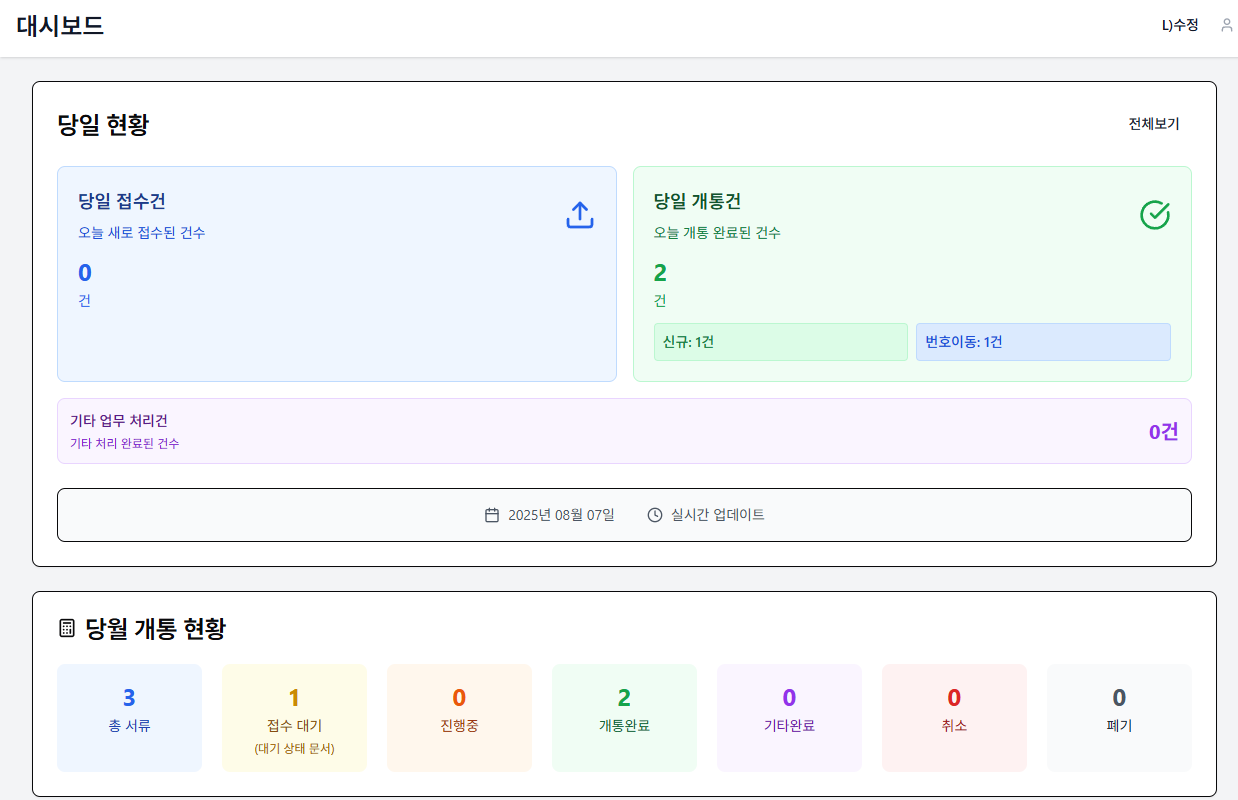 대시보드
L)수정
당일 현황
전체보기
당일 접수건
오늘 새로 접수된 건수
0
건
당일 개통건
오늘 개통 완료된 건수
2
건
신규: 1건
번호이동: 1건
기타 업무 처리건
기타 처리 완료된 건수
0건
2025년 08월 07일
실시간 업데이트
당월 개통 현황
3
총 서류
1
접수 대기
(대기 상태 문서)
0
진행중
2
개통완료
0
기타완료
0
취소
0
폐기